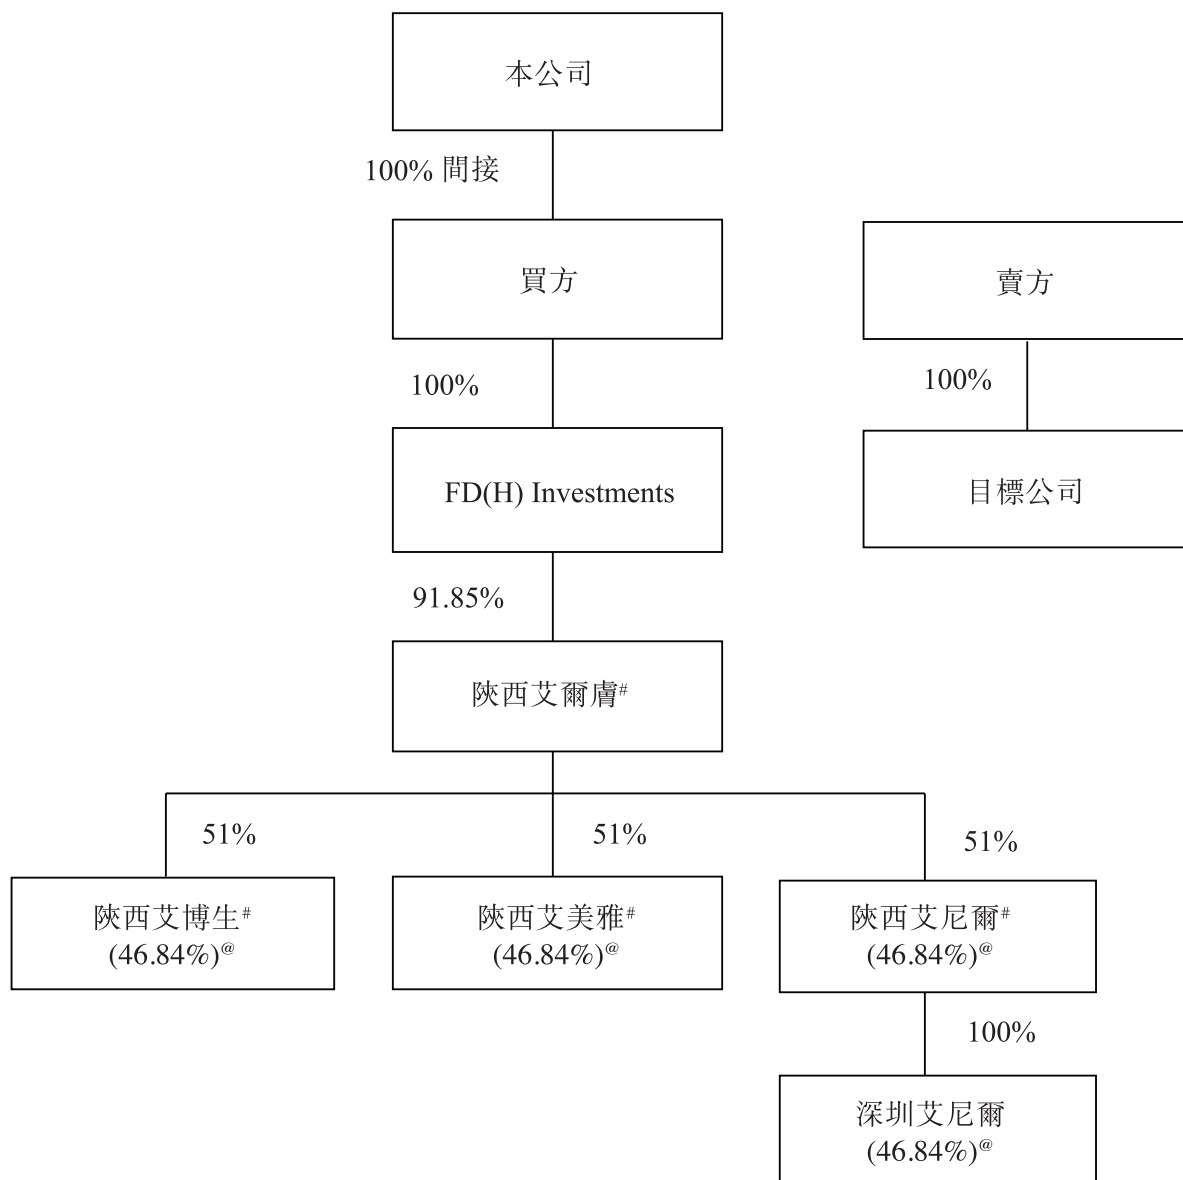 本公司
100% 間接
買方
賣方
100%
100%
FD(H) Investments
目標公司
91.85%
陝西艾爾膚#
51%
51%
51%
陝西艾博生#
(46.84%)@
陝西艾美雅#
(46.84%)@
陝西艾尼爾#
(46.84%)@
100%
深圳艾尼爾
(46.84%)@